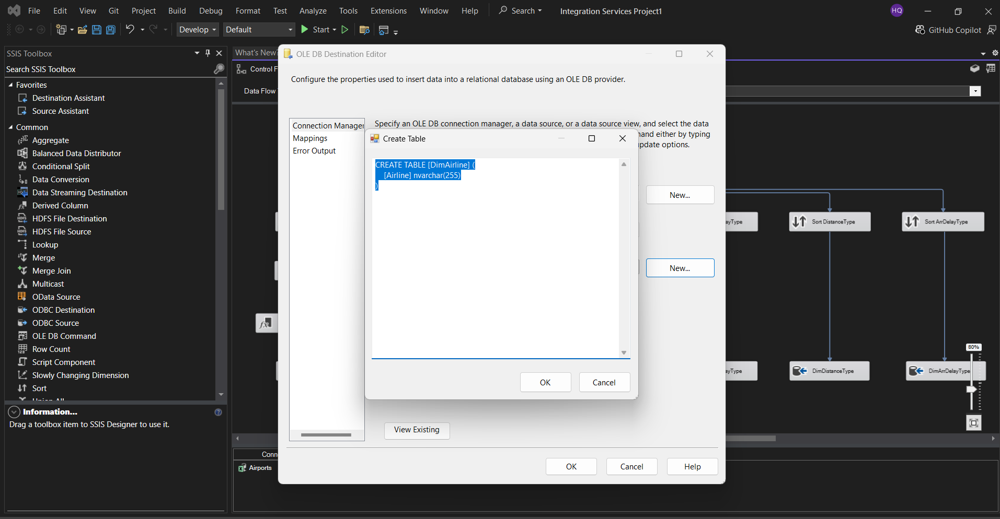 File Edit View Git Project Build Debug Format Test Analyze Tools Extensions Window Help Search Integration Services Project1 HQ
Develop Default Start GitHub Copilot
SSIS Toolbox
Search SSIS Toolbox
Favorites
Destination Assistant
Source Assistant
Common
Aggregate
Balanced Data Distributor
Conditional Split
Data Conversion
Data Streaming Destination
Derived Column
HDFS File Destination
HDFS File Source
Lookup
Merge
Merge Join
Multicast
OData Source
ODBC Destination
ODBC Source
OLE DB Command
Row Count
Script Component
Slowly Changing Dimension
Sort
Information...
Drag a toolbox item to SSIS Designer to use it.
What's New?
Control F
Data Flow
OLE DB Destination Editor
Configure the properties used to insert data into a relational database using an OLE DB provider.
Connection Manager
Mappings
Error Output
Specify an OLE DB connection manager, a data source, or a data source view, and select the data
mand either by typing
update options.
Create Table
CREATE TABLE [DimAirline] (
[Airline] nvarchar(255)
)
OK Cancel
New...
New...
View Existing
OK Cancel Help
ayType
Sort DistanceType
Sort ArrDelayType
ayType
DimDistanceType
DimArrDelayType
80%
Conn
Airports